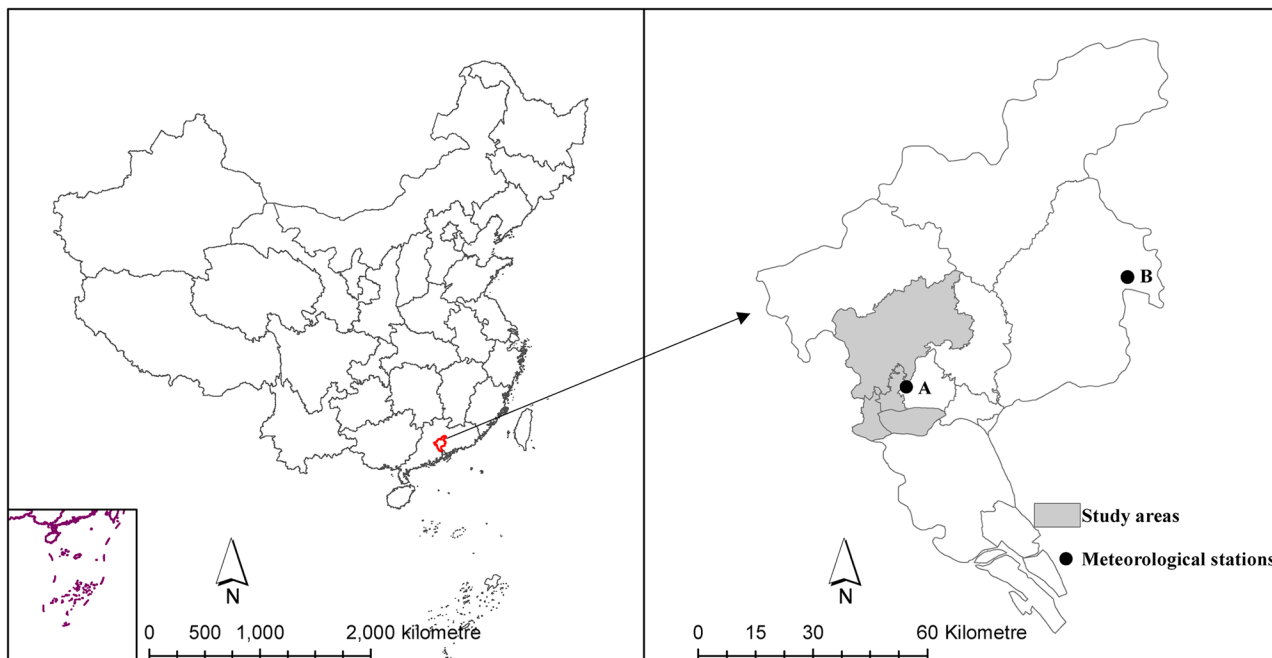 N
0 500 1,000 2,000 kilometre
B
A
Study areas
Meteorological stations
N
0 15 30 60 Kilometre